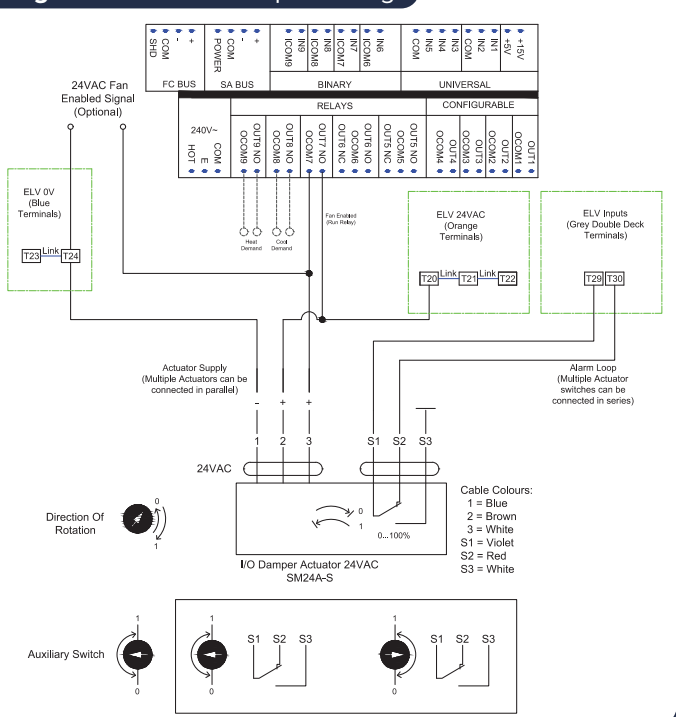 +
-
COM
SHD
+
-
COM
POWER
IN6
ICOM6
IN7
ICOM7
IN8
ICOM8
IN9
ICOM9
+15V
+5V
IN1
COM
IN2
IN3
COM
IN4
IN5
COM
FC BUS
SA BUS
BINARY
UNIVERSAL
RELAYS
CONFIGURABLE
240V~
HOT
E
COM
OUT9 NO
OCOM9
OUT8 NO
OCOM8
OUT7 NO
OCOM7
OUT6 NO
OCOM6
OUT6 NC
OUT5 NO
OCOM5
OUT5 NC
OUT1
OCOM1
OUT2
OCOM2
OUT3
OCOM3
OUT4
OCOM4
24VAC Fan
Enabled Signal
(Optional)
ELV 0V
(Blue
Terminals)
T23
Link
T24
Heat
Demand
Cool
Demand
Fan Enabled
(Run Relay)
ELV 24VAC
(Orange
Terminals)
T20
Link
T21
Link
T22
ELV Inputs
(Grey Double Deck
Terminals)
T29
T30
Actuator Supply
(Multiple Actuators can be
connected in parallel)
-
+
+
Alarm Loop
(Multiple Actuator
switches can be
connected in series)
1
2
3
S1
S2
S3
24VAC
0
1
0...100%
Cable Colours:
1 = Blue
2 = Brown
3 = White
S1 = Violet
S2 = Red
S3 = White
Direction Of
Rotation
0
1
I/O Damper Actuator 24VAC
SM24A-S
Auxiliary Switch
1
0
1
0
S1 S2 S3
1
0
S1 S2 S3